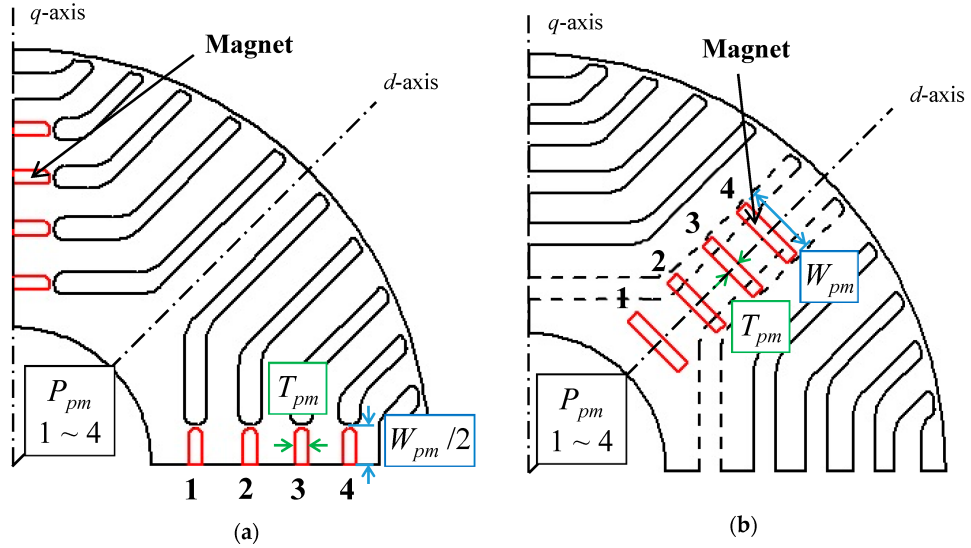 q-axis
Magnet
d-axis
P_pm
1 ~ 4
T_pm
W_pm /2
1 2 3 4
(a)
q-axis
Magnet
d-axis
4
3
2
1
W_pm
T_pm
P_pm
1 ~ 4
(b)